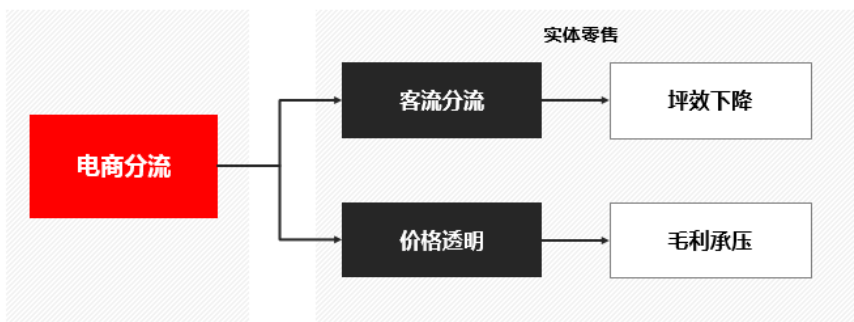 实体零售
电商分流
客流分流
坪效下降
价格透明
毛利承压